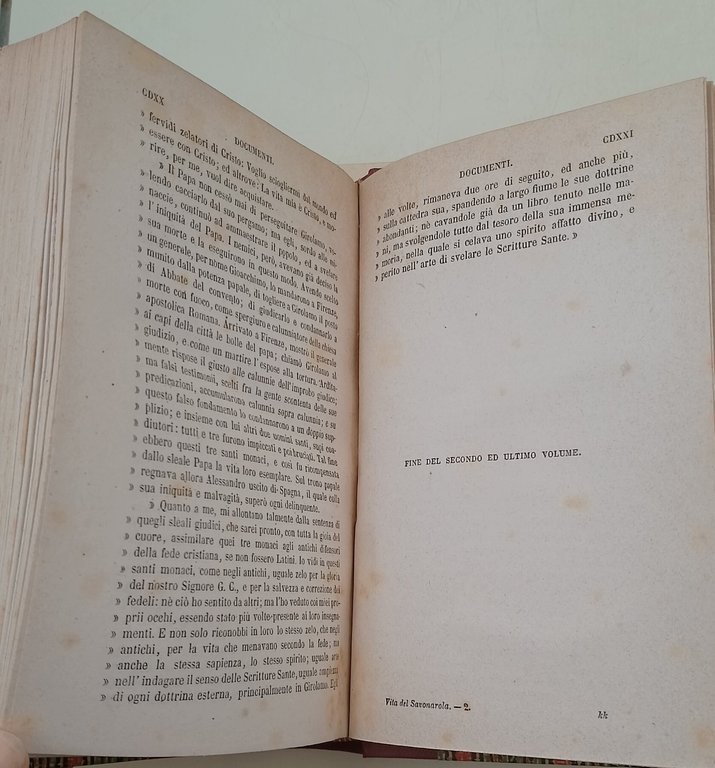 CDXX
DOCUMENTI.
» fervidi zelatori di Cristo: Voglio sciogliermi dal mondo ed
» essere con Cristo; ed altrove: La vita mia è Cristo, e mo-
» rire, per me, vuol dire acquistare.
» Il Papa non cessò mai di perseguitare Girolamo, vo-
» lendo cacciarlo dal suo pergamo; ma egli, sordo alle mi-
» naccie, continuò ad ammaestrare il popolo, ed a svelare
» l' iniquità del Papa. I nemici, però, avevano già deciso la
» sua morte e la eseguirono in questo modo. Avendo scelto
» un generale, per nome Gioacchimo, lo mandarono a Firenze,
» munito dalla potenza papale, di togliere a Girolamo il posto
» di Abbate del convento; di giudicarlo e condannarlo a
» morte con fuoco, come spergiuro e calunniatore della chiesa
» apostolica Romana. Arrivato a Firenze, mostrò il generale
» ai capi della città le bolle del papa; chiamò Girolamo al
» giudizio, e come un martire l' espose alla tortura. Ardita-
» mente rispose il giusto alle calunnie dell'improbo giudice;
» ma falsi testimonii, scelti fra la gente scontenta delle sue
» predicazioni, accumularono calunnia sopra calunnia; e su
» questo falso fondamento lo condannarono a un doppio sup-
» plizio; e insieme con lui altri due uomini santi, suoi coa-
» diutori: tutti e tre furono impiccati e poi bruciati. Tal fine
» ebbero questi tre santi monaci, e così fu ricompensata
» dallo sleale Papa la vita loro esemplare. Sul trono papale
» regnava allora Alessandro uscito di Spagna, il quale colla
» sua iniquità e malvagità, superò ogni delinquente.
» Quanto a me, mi allontano talmente dalla sentenza di
» quegli sleali giudici, che sarei pronto, con tutta la gioia del
» cuore, assimilare quei tre monaci agli antichi difensori
» della fede cristiana, se non fossero Latini. Io vidi in questi
» santi monaci, come negli antichi, uguale zelo per la gloria
» del nostro Signore G. C., e per la salvezza e correzione dei
» fedeli: nè ciò ho sentito da altri; ma l'ho veduto coi miei pro-
» prii occhi, essendo stato più volte presente ai loro insegna-
» menti. E non solo riconobbi in loro lo stesso zelo, che negli
» antichi, per la vita che menavano secondo la fede; ma
» anche la stessa sapienza, lo stesso spirito; uguale arte
» nell' indagare il senso delle Scritture Sante, uguale ampiezza
» di ogni dottrina esterna, principalmente in Girolamo. Egli
DOCUMENTI.
CDXXI
» alle volte, rimaneva due ore di seguito, ed anche più,
» sulla cattedra sua, spandendo a largo fiume le sue dottrine
» abondanti; nè cavandole già da un libro tenuto nelle ma-
» ni, ma svolgendole tutte dal tesoro della sua immensa me-
» moria, nella quale si celava uno spirito affatto divino, e
» perito nell' arte di svelare le Scritture Sante. »
FINE DEL SECONDO ED ULTIMO VOLUME.
Vita del Savonarola. — 2.
kk